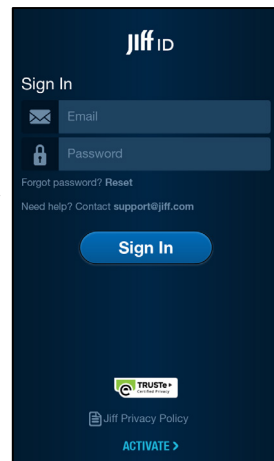 Jiff ID
Sign In
Email
Password
Forgot password? Reset
Need help? Contact support@jiff.com
Sign In
TRUSTe
Certified Privacy
Jiff Privacy Policy
ACTIVATE >